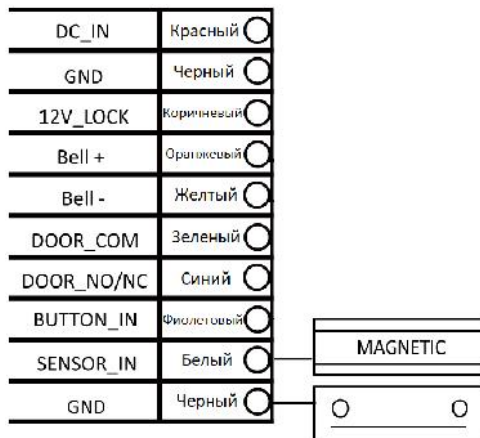 DC_IN Красный
GND Черный
12V_LOCK Коричневый
Bell + Оранжевый
Bell - Желтый
DOOR_COM Зеленый
DOOR_NO/NC Синий
BUTTON_IN Фиолетовый
SENSOR_IN Белый MAGNETIC
GND Черный